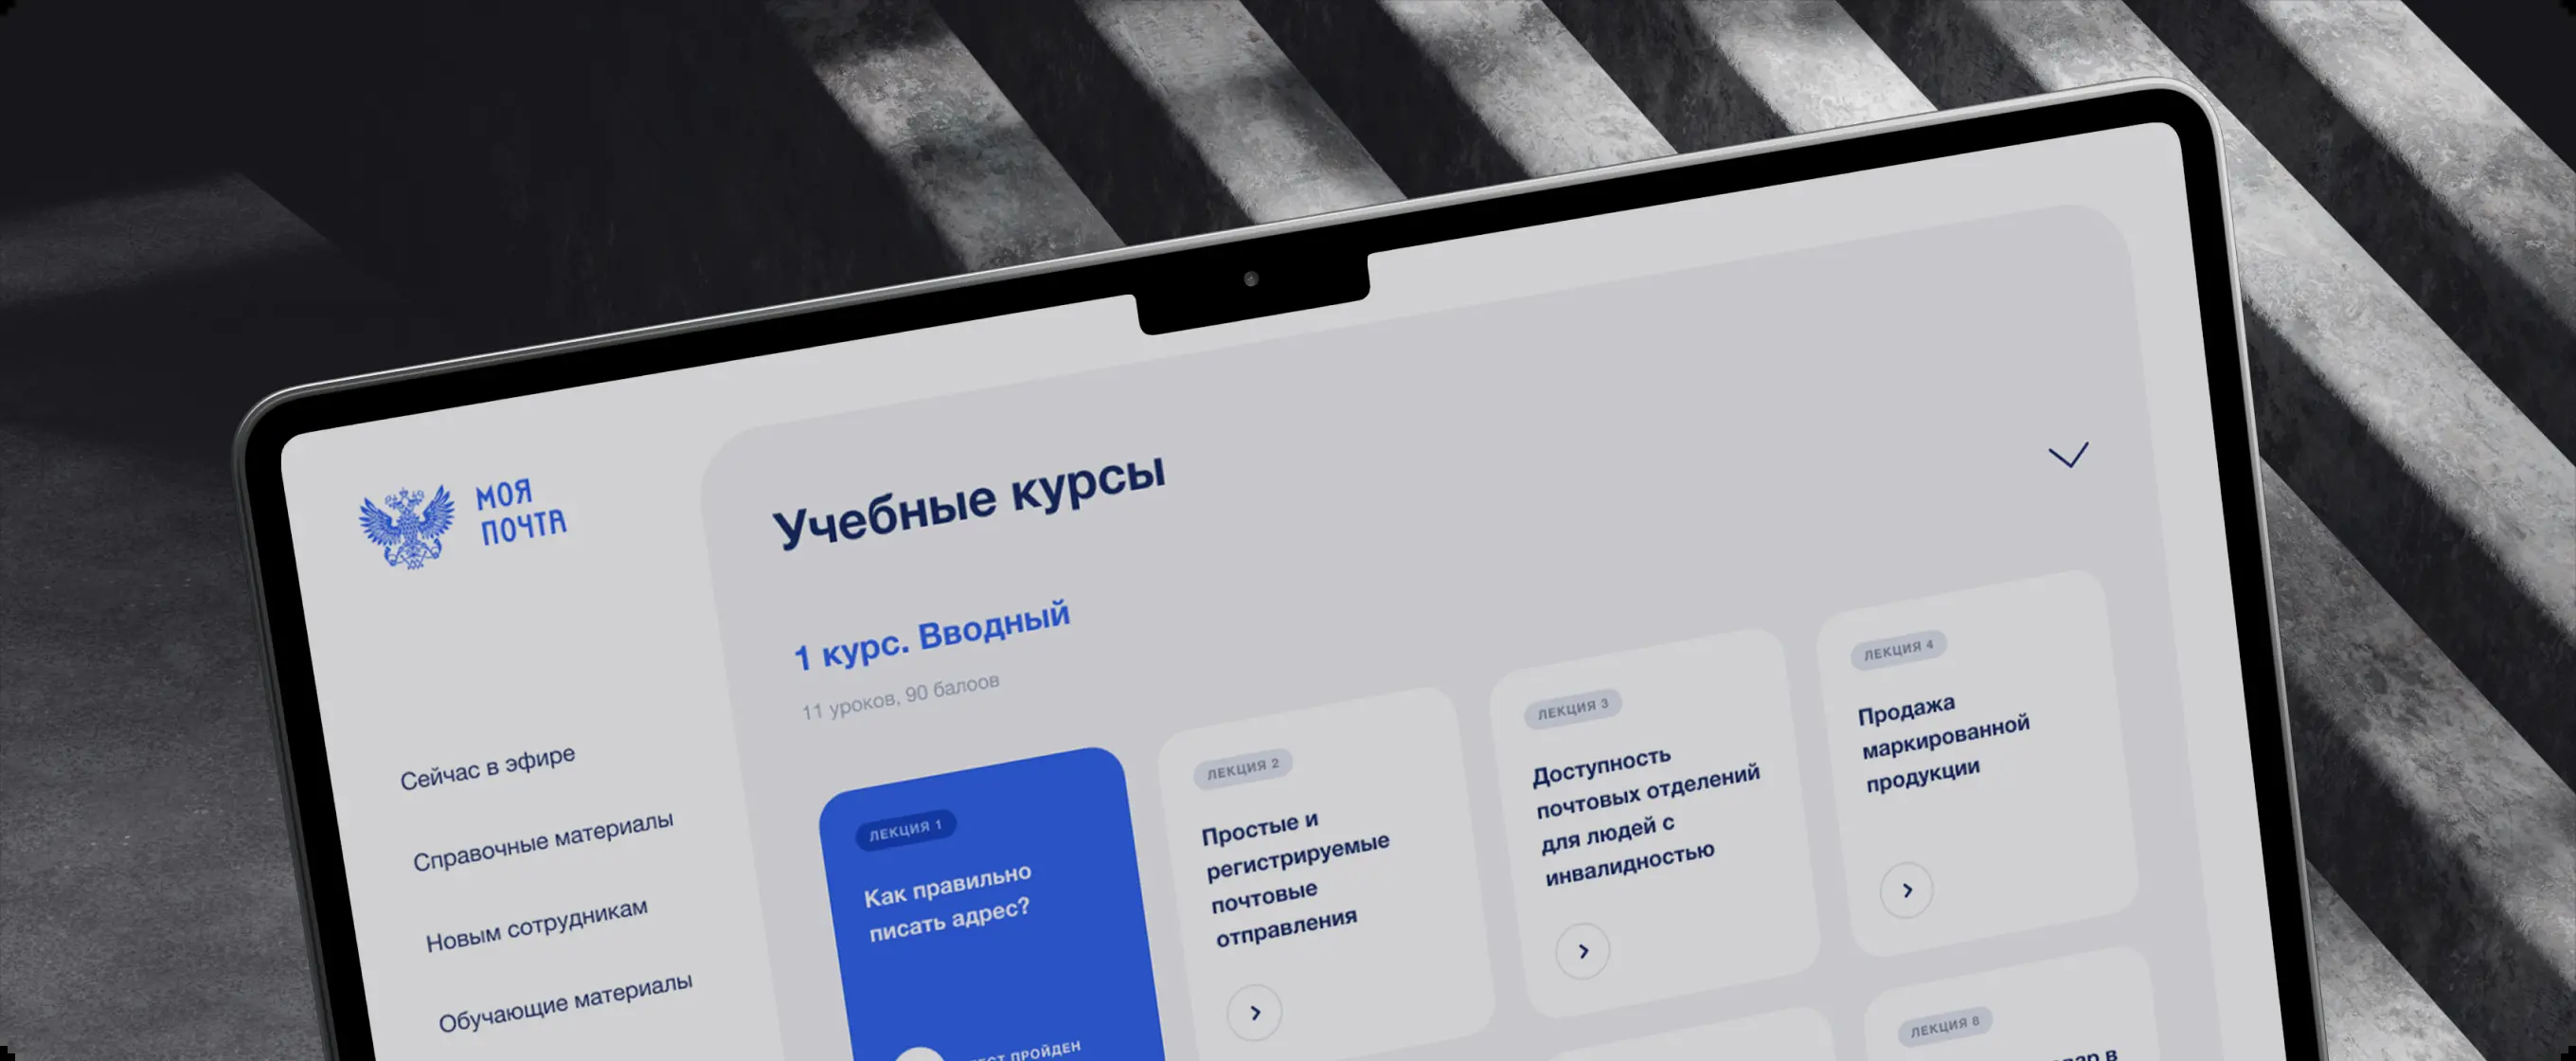 МОЯ
ПОЧТА
Сейчас в эфире
Справочные материалы
Новым сотрудникам
Обучающие материалы
Учебные курсы
1 курс. Вводный
11 уроков, 90 балоов
ЛЕКЦИЯ 1
Как правильно
писать адрес?
ПРОЙДЕН
ЛЕКЦИЯ 2
Простые и
регистрируемые
почтовые
отправления
ЛЕКЦИЯ 3
Доступность
почтовых отделений
для людей с
инвалидностью
ЛЕКЦИЯ 4
Продажа
маркированной
продукции
ЛЕКЦИЯ 8
в